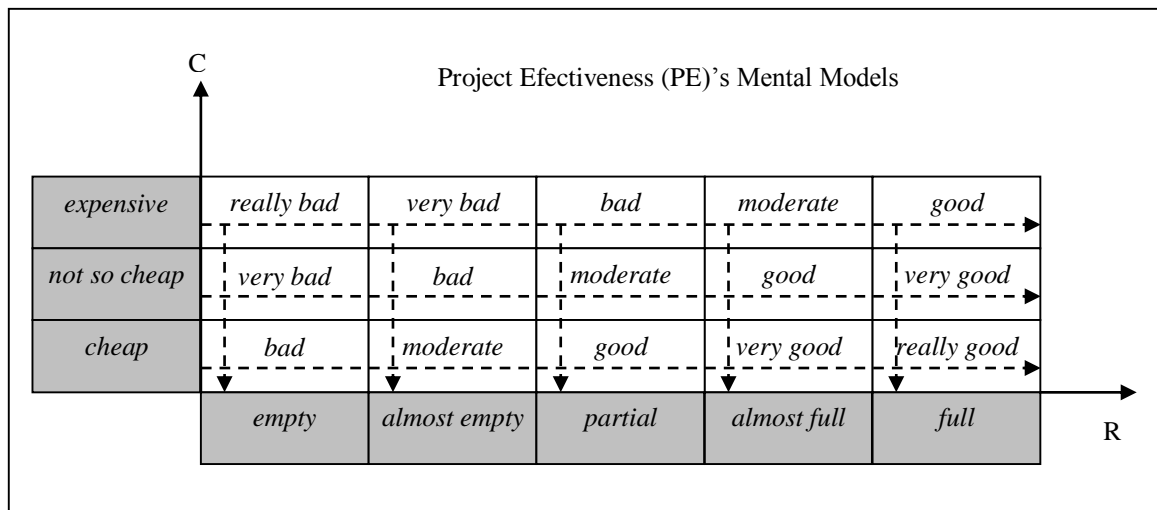 C
Project Efectiveness (PE)'s Mental Models
expensive really bad very bad bad moderate good
not so cheap very bad bad moderate good very good
cheap bad moderate good very good really good
empty almost empty partial almost full full
R